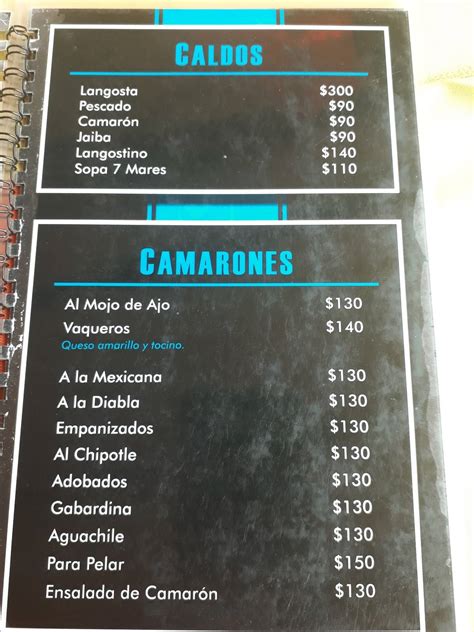 CALDOS
Langosta $300
Pescado $90
Camarón $90
Jaiba $90
Langostino $140
Sopa 7 Mares $110
CAMARONES
Al Mojo de Ajo $130
Vaqueros $140
Queso amarillo y tocino.
A la Mexicana $130
A la Diabla $130
Empanizados $130
Al Chipotle $130
Adobados $130
Gabardina $130
Aguachile $130
Para Pelar $150
Ensalada de Camarón $130